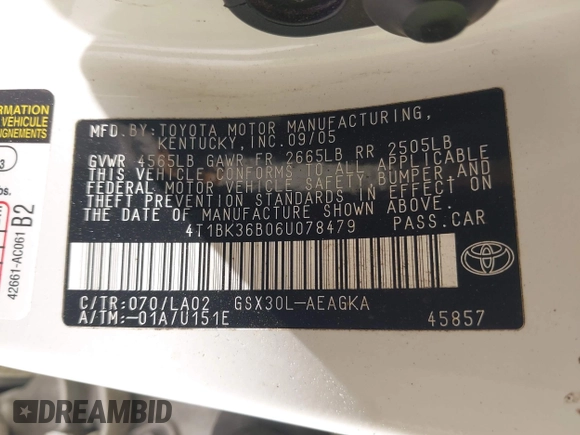 MFD.BY:TOYOTA MOTOR MANUFACTURING,
KENTUCKY, INC.09/05
GVWR 4565LB GAWR FR 2665LB RR 2505LB
THIS VEHICLE CONFORMS TO ALL APPLICABLE
FEDERAL MOTOR VEHICLE SAFETY, BUMPER, AND
THEFT PREVENTION STANDARDS IN EFFECT ON
THE DATE OF MANUFACTURE SHOWN ABOVE.
4T1BK36B06U078479 PASS.CAR
C/TR:070/LA02 GSX30L-AEAGKA
A/TM:-01A/U151E 45857
TOYOTA
42661-AC061 B2
DREAMBID